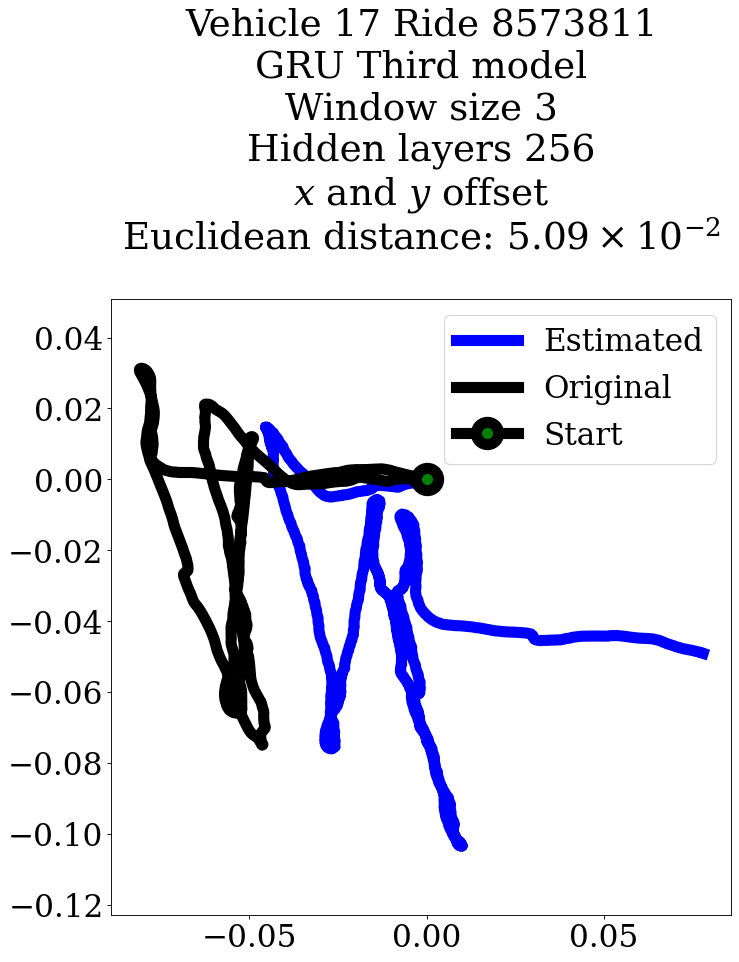 Vehicle 17 Ride 8573811
GRU Third model
Window size 3
Hidden layers 256
x and y offset
Euclidean distance: 5.09 × 10⁻²
Estimated
Original
Start
0.04
0.02
0.00
−0.02
−0.04
−0.06
−0.08
−0.10
−0.12
−0.05 0.00 0.05